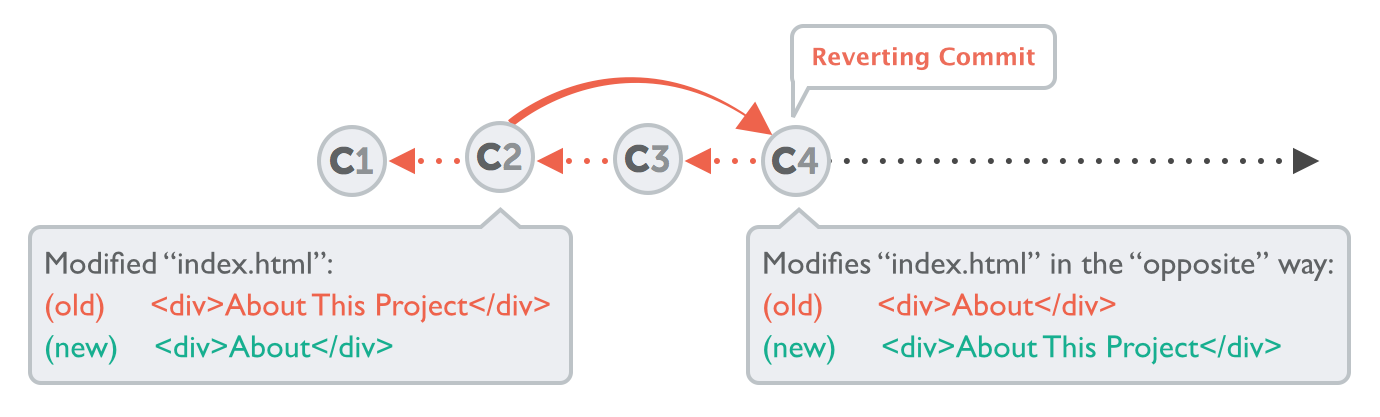 Reverting Commit
C1
C2
C3
C4
Modified “index.html”:
(old) <div>About This Project</div>
(new) <div>About</div>
Modifies “index.html” in the “opposite” way:
(old) <div>About</div>
(new) <div>About This Project</div>